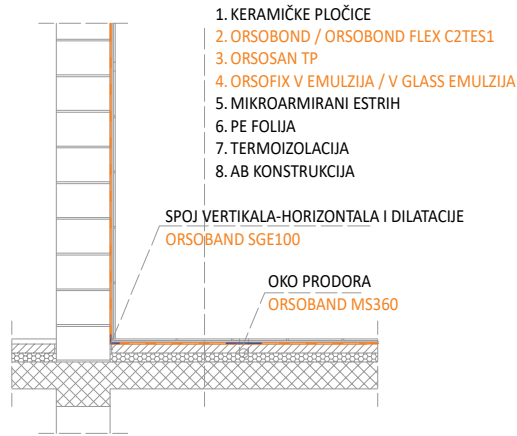 1. KERAMIČKE PLOČICE
2. ORSOBOND / ORSOBOND FLEX C2TES1
3. ORSOSAN TP
4. ORSOFIX V EMULZIJA / V GLASS EMULZIJA
5. MIKROARMIRANI ESTRIH
6. PE FOLIJA
7. TERMOIZOLACIJA
8. AB KONSTRUKCIJA
SPOJ VERTIKALA-HORIZONTALA I DILATACIJE
ORSOBAND SGE100
OKO PRODORA
ORSOBAND MS360